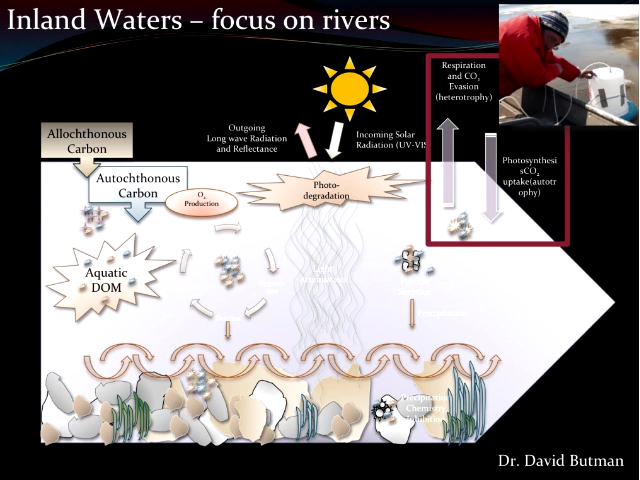 Inland Waters – focus on rivers
Respiration
and CO2
Evasion
(heterotrophy)
Outgoing
Long wave Radiation
and Reflectance
Incoming Solar
Radiation (UV-VIS
Allochthonous
Carbon
Photosynthesi
sCO2
uptake(autotr
ophy)
Autochthonous
Carbon
O2
Production
Photo-
degradation
Aquatic
DOM
Precipitation
Precipitation
Chemistry
Dr. David Butman